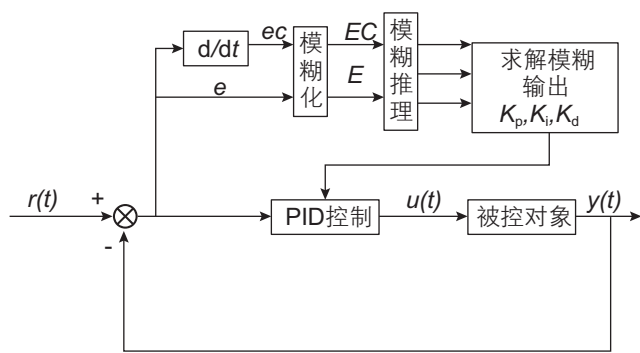 d/dt
ec
模糊化
EC
模糊推理
求解模糊
输出
Kp,Ki,Kd
e
E
r(t)
+
-
PID控制
u(t)
被控对象
y(t)